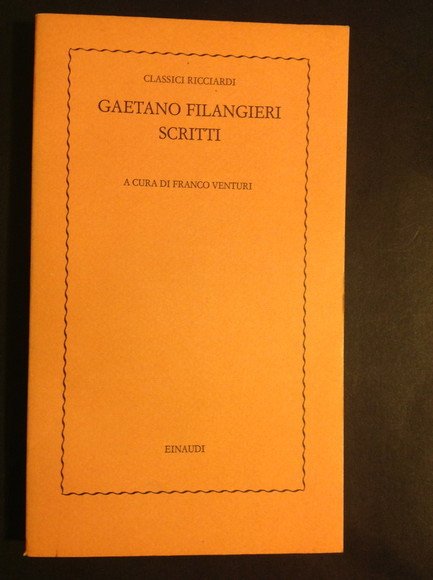 CLASSICI RICCIARDI
GAETANO FILANGIERI
SCRITTI
A CURA DI FRANCO VENTURI
EINAUDI